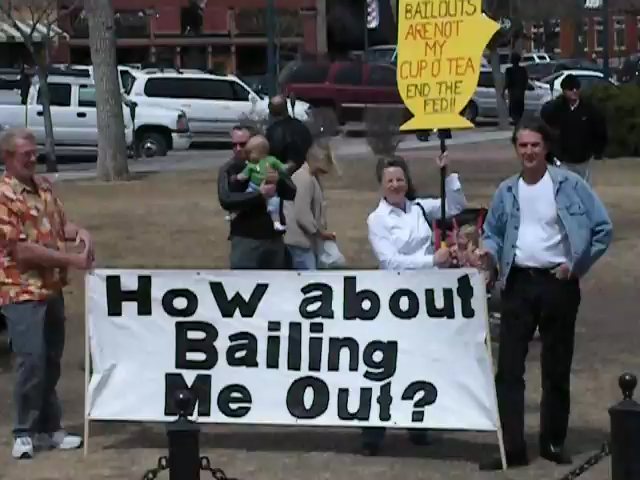 BAILOUTS
ARE NOT
MY
CUP O' TEA
END THE
FED!!
How about
Bailing
Me Out?